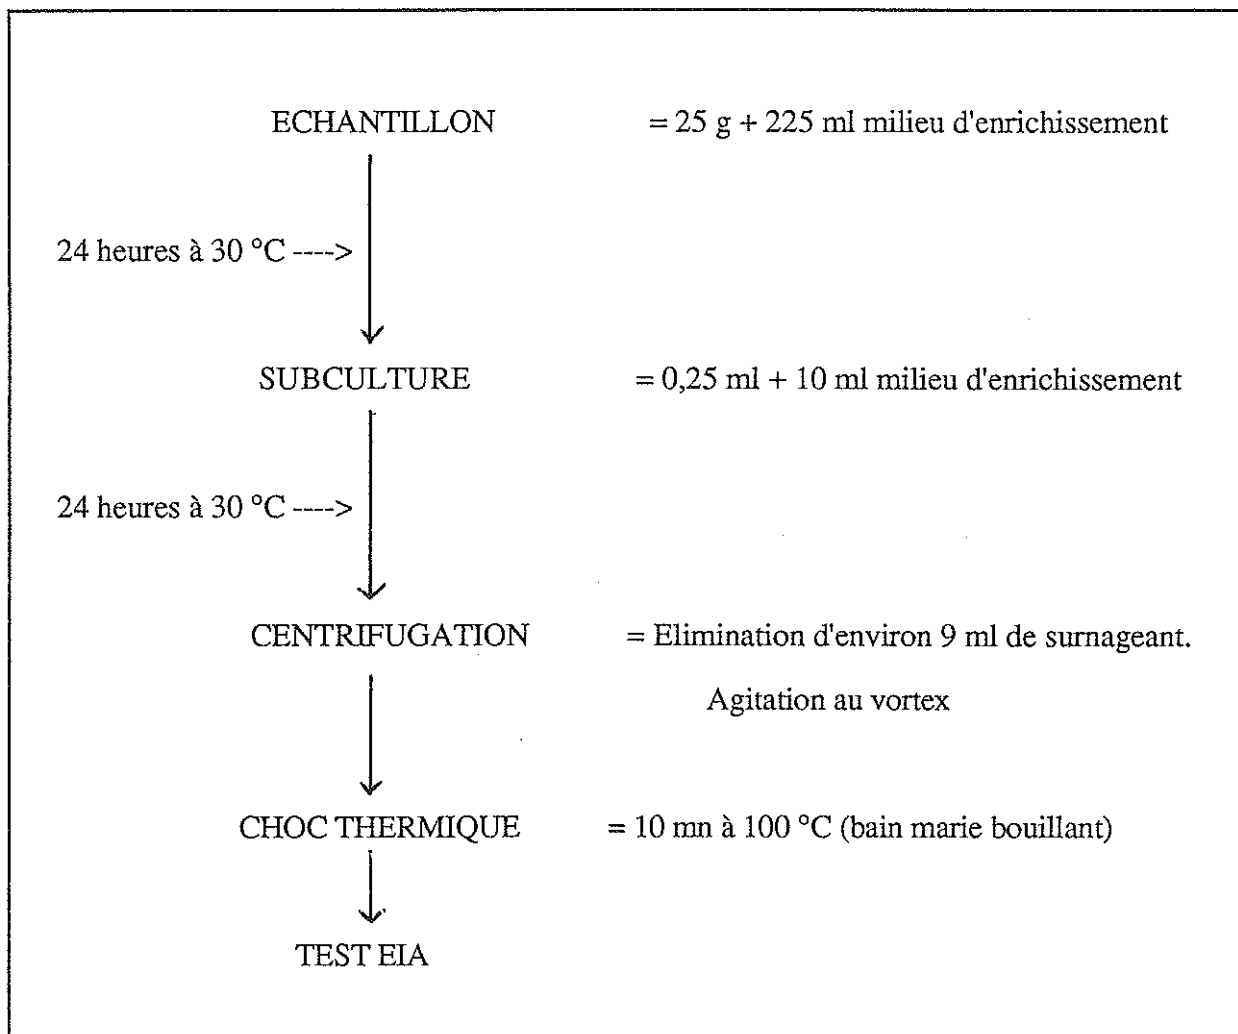 ECHANTILLON = 25 g + 225 ml milieu d'enrichissement
24 heures à 30 °C ---->
SUBCULTURE = 0,25 ml + 10 ml milieu d'enrichissement
24 heures à 30 °C ---->
CENTRIFUGATION = Elimination d'environ 9 ml de surnageant.
Agitation au vortex
CHOC THERMIQUE = 10 mn à 100 °C (bain marie bouillant)
TEST EIA